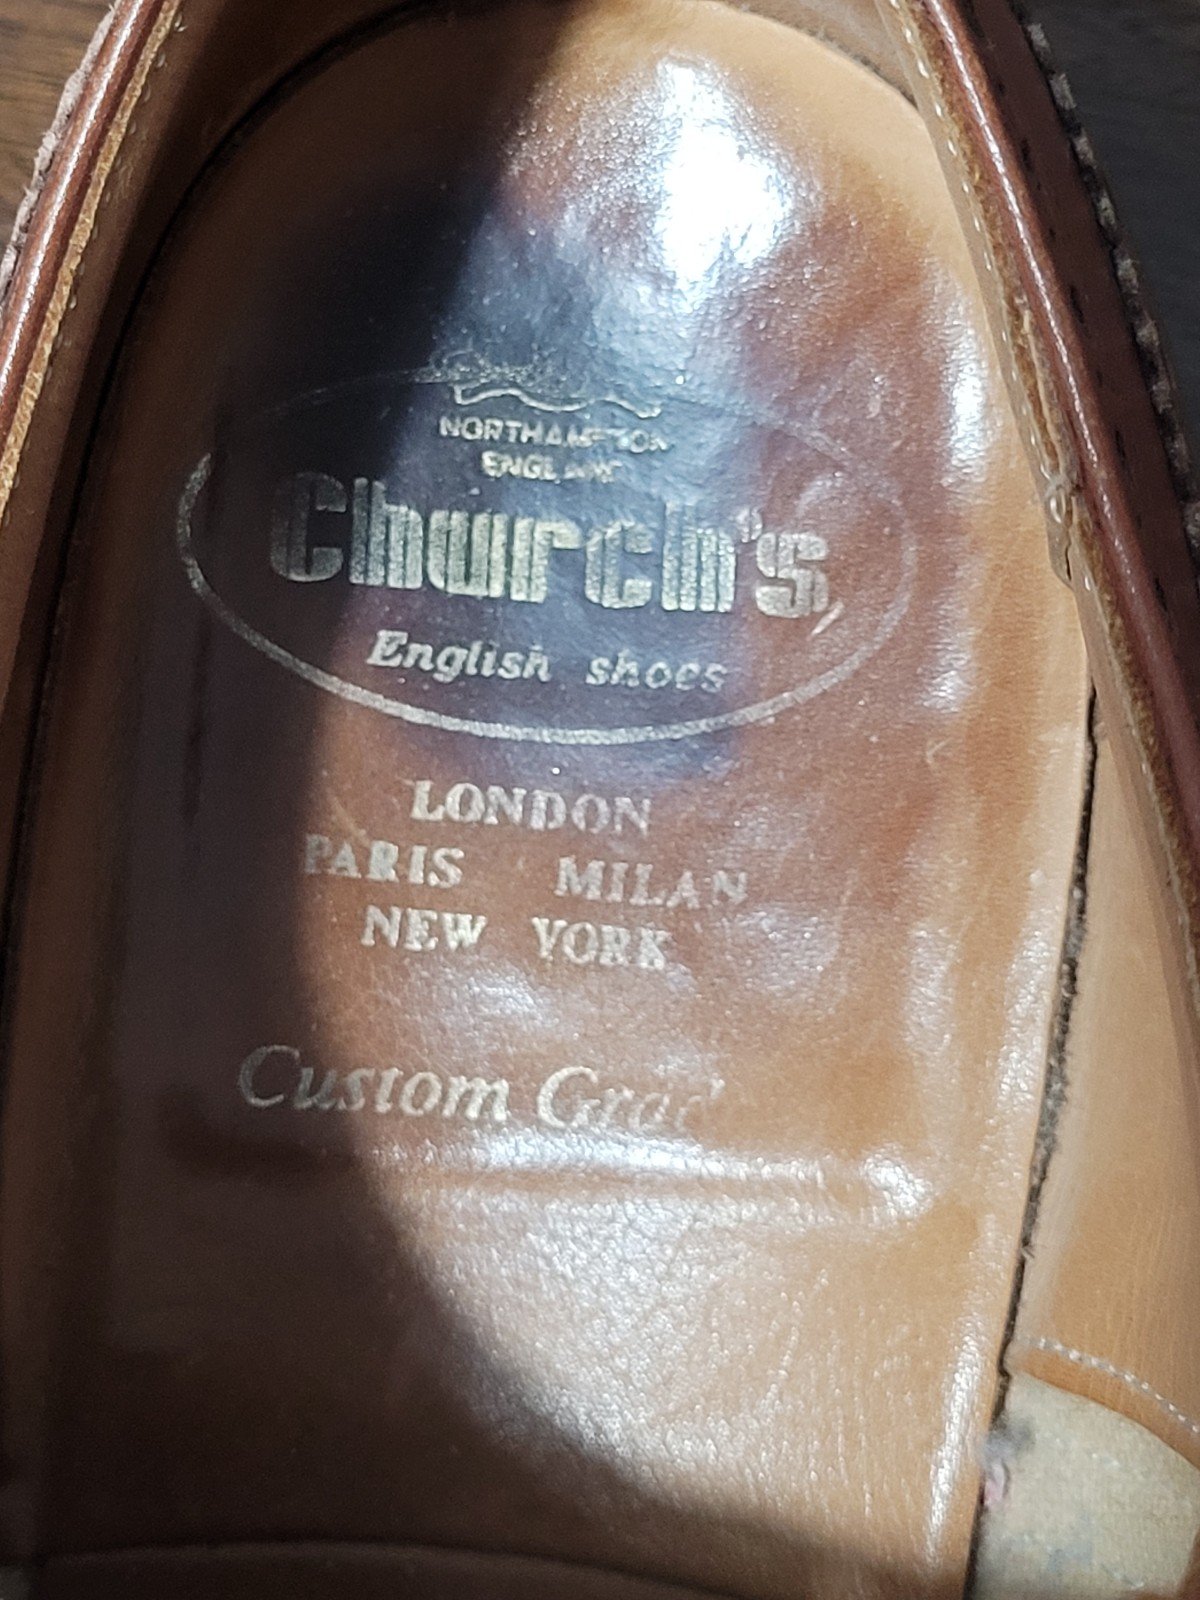 NORTHAMPTON
ENGLAND
Church's
English shoes
LONDON
PARIS MILAN
NEW YORK
Custom